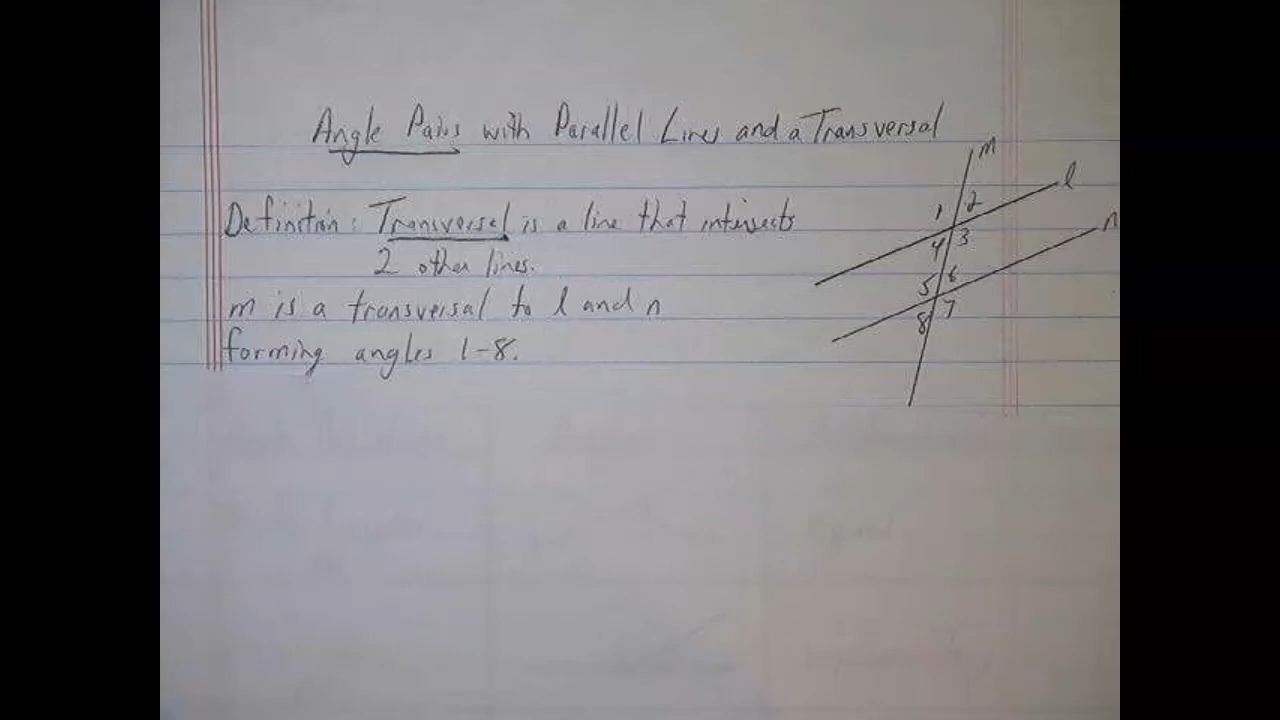 Angle Pairs with Parallel Lines and a Transversal
Definition: Transversal is a line that intersects
2 other lines.
m is a transversal to l and n
forming angles 1-8.
m
l
n
1 2
4 3
5 6
8 7